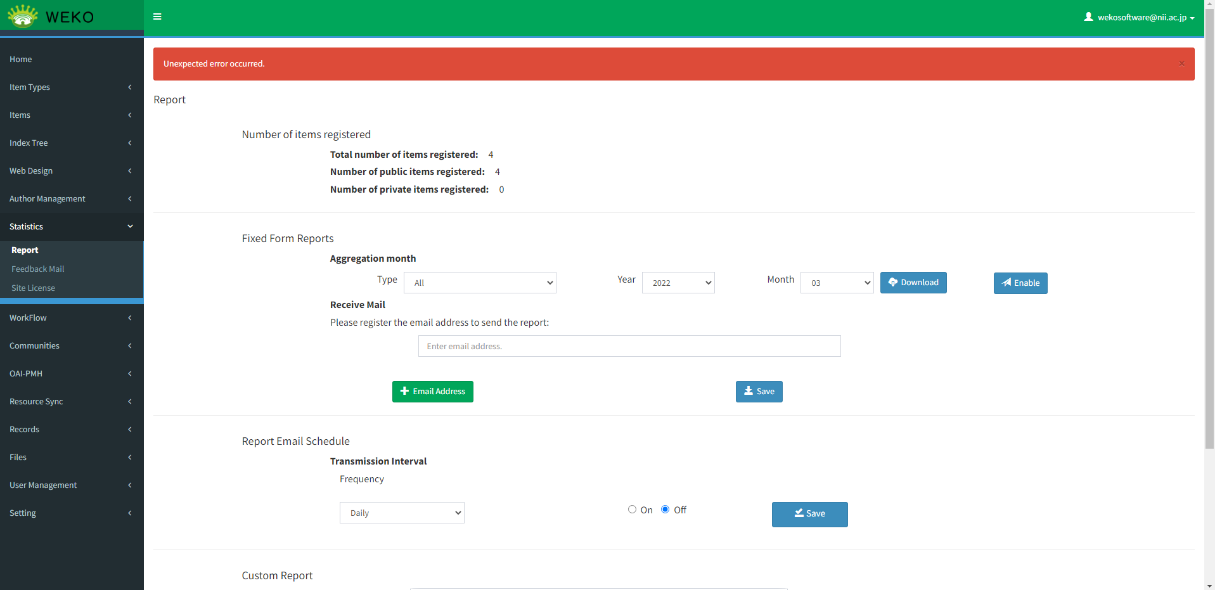 WEKO
wekosoftware@nii.ac.jp
Home
Item Types
Items
Index Tree
Web Design
Author Management
Statistics
Report
Feedback Mail
Site License
WorkFlow
Communities
OAI-PMH
Resource Sync
Records
Files
User Management
Setting
Unexpected error occurred. ×
Report
Number of items registered
Total number of items registered: 4
Number of public items registered: 4
Number of private items registered: 0
Fixed Form Reports
Aggregation month
Type All Year 2022 Month 03 Download Enable
Receive Mail
Please register the email address to send the report:
Enter email address.
Email Address Save
Report Email Schedule
Transmission Interval
Frequency
Daily On Off Save
Custom Report